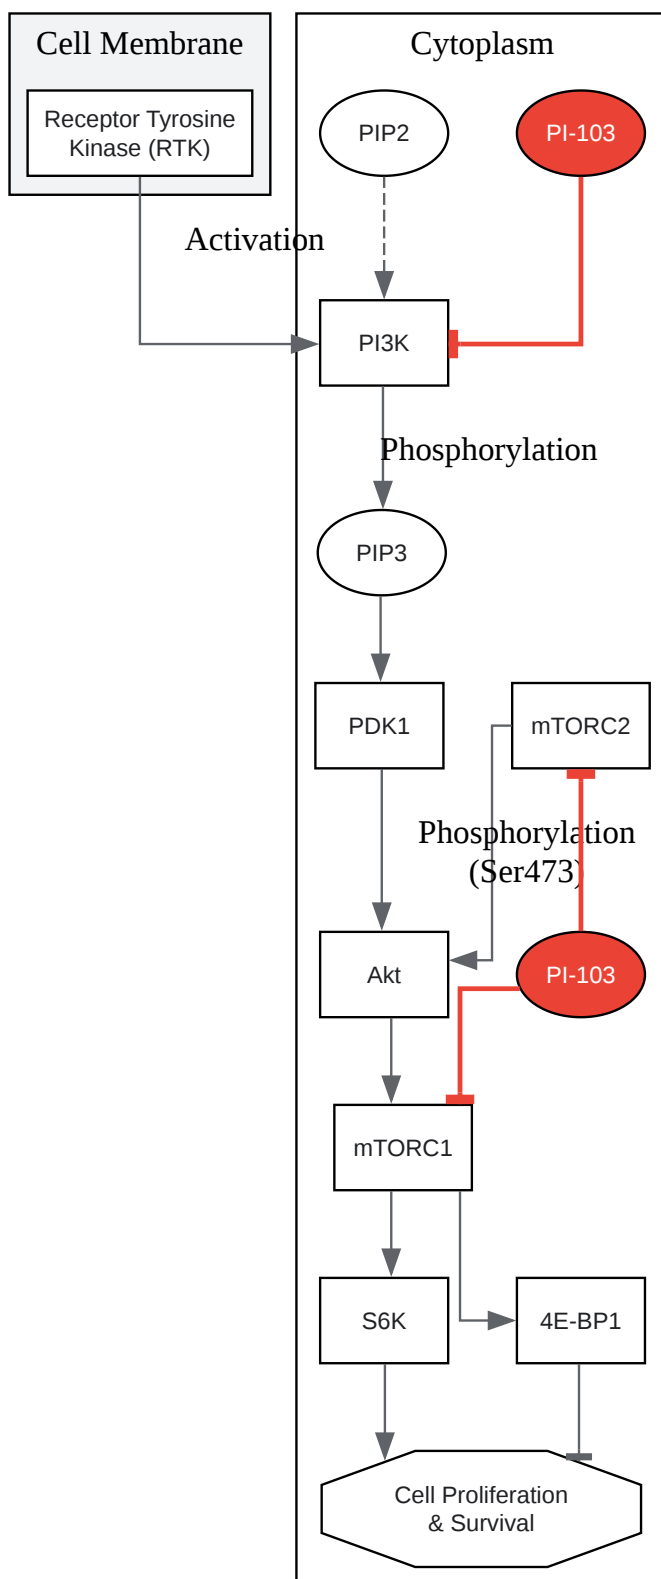 Cell Membrane
Cytoplasm
Receptor Tyrosine
Kinase (RTK)
PIP2
PI-103
Activation
PI3K
Phosphorylation
PIP3
PDK1
mTORC2
Phosphorylation
(Ser473)
Akt
PI-103
mTORC1
S6K
4E-BP1
Cell Proliferation
& Survival